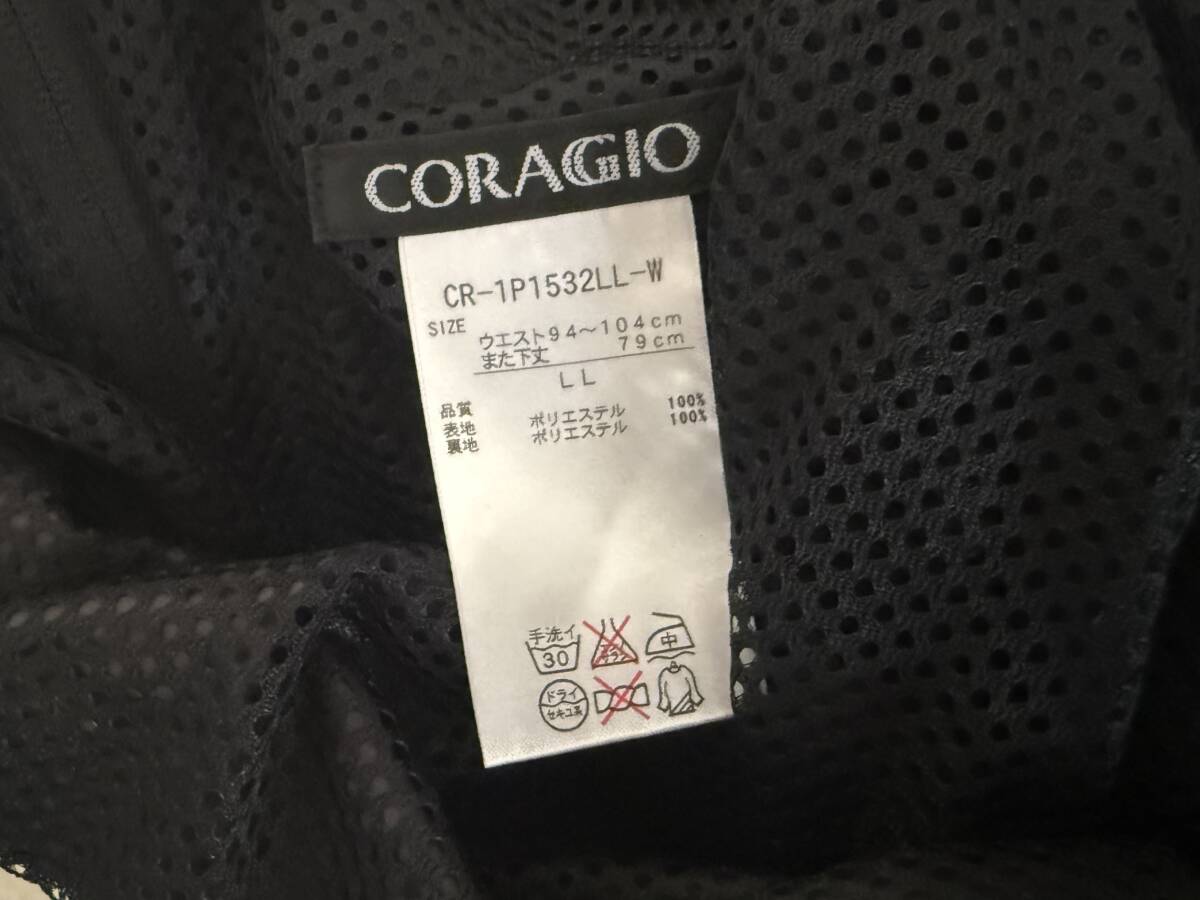 CORAGIO
CR-1P1532LL-W
SIZE
ウエスト94～104cm
また下丈 79cm
LL
品質
表地 ポリエステル 100%
裏地 ポリエステル 100%
手洗イ
30
中
ドライ
セキユ系